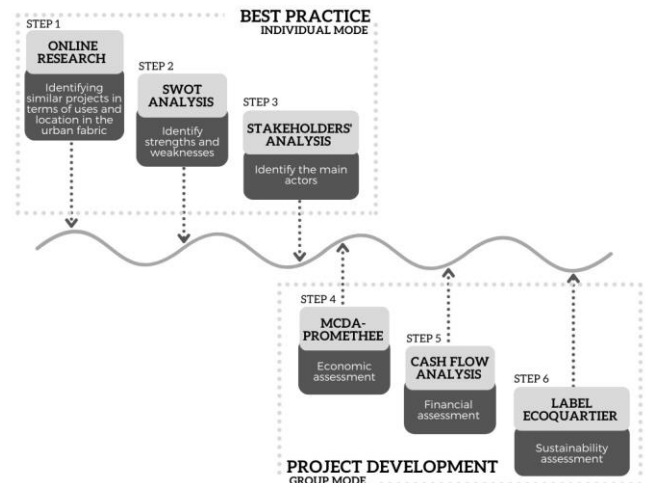 BEST PRACTICE
INDIVIDUAL MODE
STEP 1
ONLINE
RESEARCH
Identifying
similar projects in
terms of uses and
location in the
urban fabric
STEP 2
SWOT
ANALYSIS
Identify
strengths and
weaknesses
STEP 3
STAKEHOLDERS'
ANALYSIS
Identify the main
actors
STEP 4
MCDA-
PROMETHEE
Economic
assessment
STEP 5
CASH FLOW
ANALYSIS
Financial
assessment
STEP 6
LABEL
ECOQUARTIER
Sustainability
assessment
PROJECT DEVELOPMENT
GROUP MODE